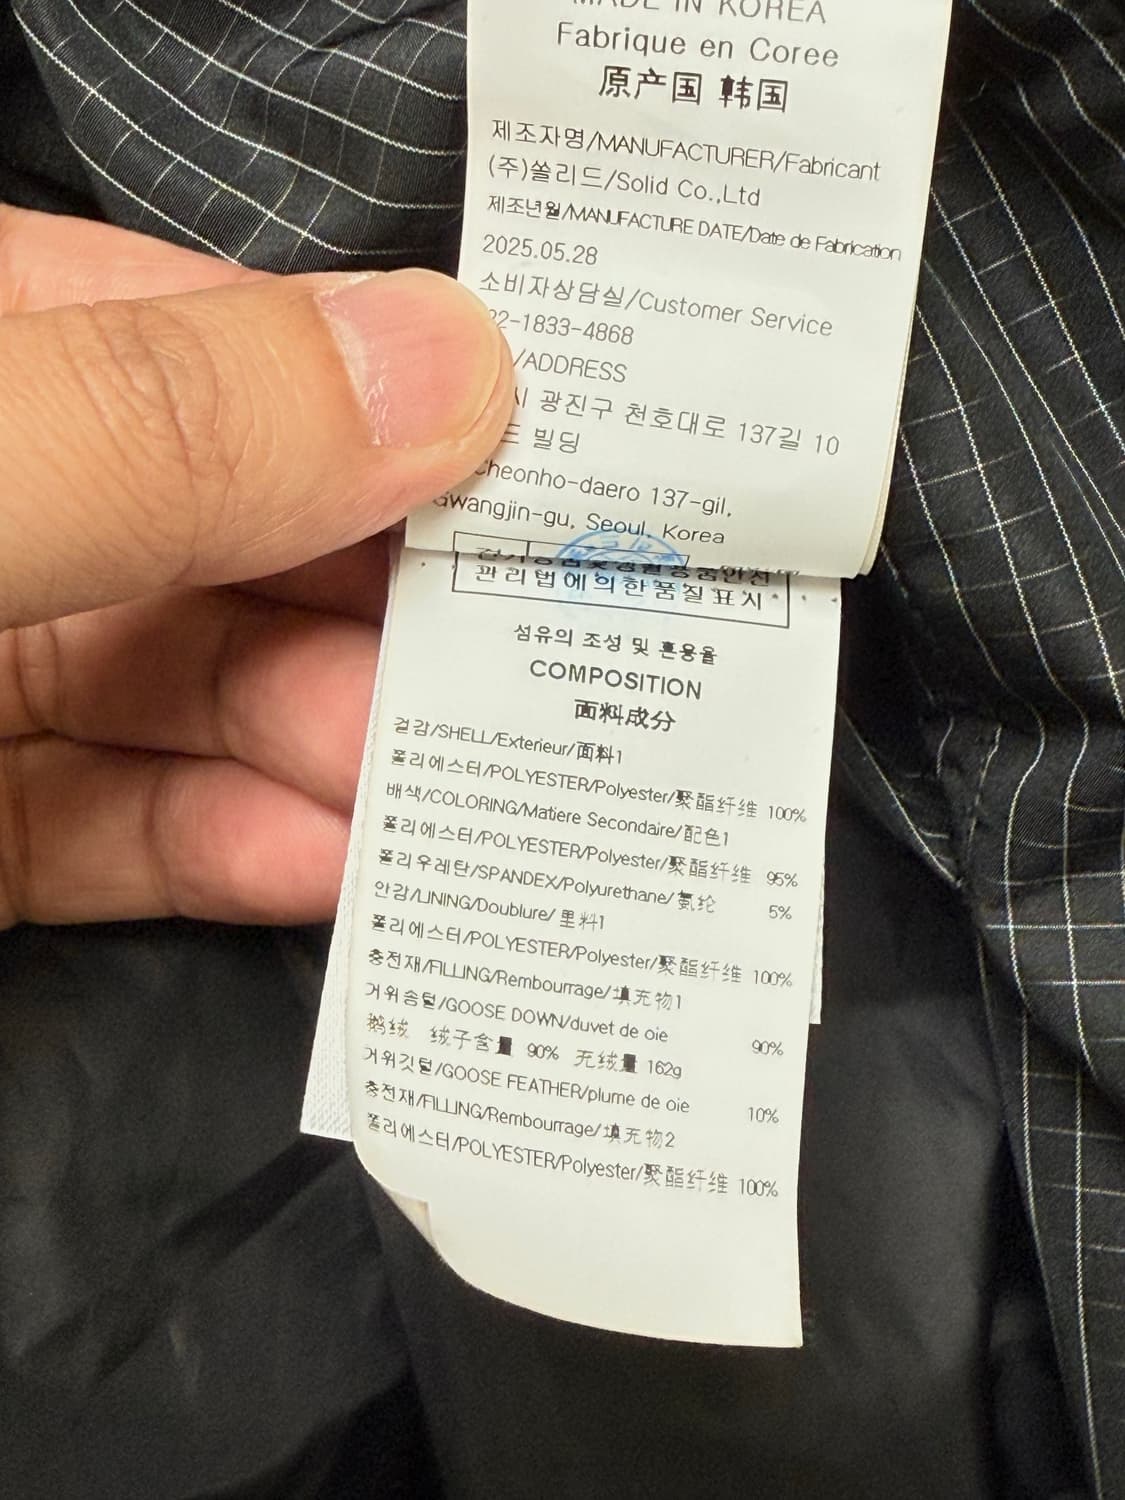 MADE IN KOREA
Fabrique en Coree
原产国 韩国
제조자명/MANUFACTURER/Fabricant
(주)쏠리드/Solid Co.,Ltd
제조년월/MANUFACTURE DATE/Date de Fabrication
2025.05.28
소비자상담실/Customer Service
22-1833-4868
/ADDRESS
시 광진구 천호대로 137길 10
드 빌딩
Cheonho-daero 137-gil,
Gwangjin-gu, Seoul, Korea
관리법에의한품질표시
섬유의 조성 및 혼용율
COMPOSITION
面料成分
겉감/SHELL/Exterieur/面料1
폴리에스터/POLYESTER/Polyester/聚酯纤维 100%
배색/COLORING/Matiere Secondaire/配色1
폴리에스터/POLYESTER/Polyester/聚酯纤维 95%
폴리우레탄/SPANDEX/Polyurethane/氨纶 5%
안감/LINING/Doublure/ 里料1
폴리에스터/POLYESTER/Polyester/聚酯纤维 100%
충전재/FILLING/Rembourrage/填充物1
거위솜털/GOOSE DOWN/duvet de oie 90%
鹅绒 绒子含量 90% 充绒量 162g
거위깃털/GOOSE FEATHER/plume de oie 10%
충전재/FILLING/Rembourrage/填充物2
폴리에스터/POLYESTER/Polyester/聚酯纤维 100%